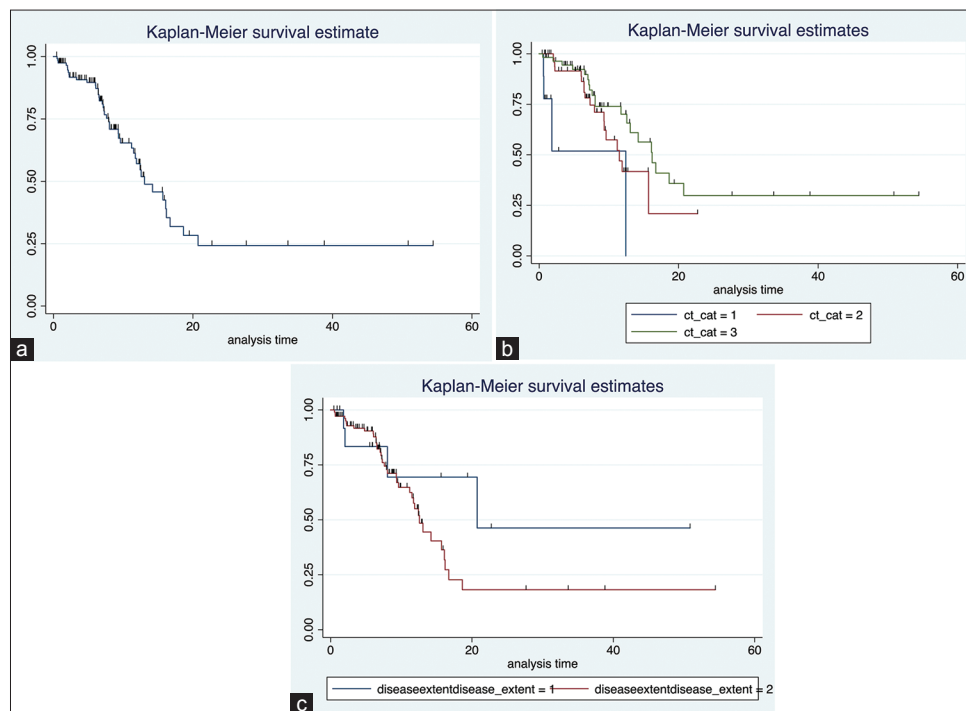 Kaplan-Meier survival estimate
1.00
0.75
0.50
0.25
0.00
0 20 40 60
analysis time
a
Kaplan-Meier survival estimates
1.00
0.75
0.50
0.25
0.00
0 20 40 60
analysis time
ct_cat = 1 ct_cat = 2
ct_cat = 3
b
Kaplan-Meier survival estimates
1.00
0.75
0.50
0.25
0.00
0 20 40 60
analysis time
diseaseextentdisease_extent = 1 diseaseextentdisease_extent = 2
c